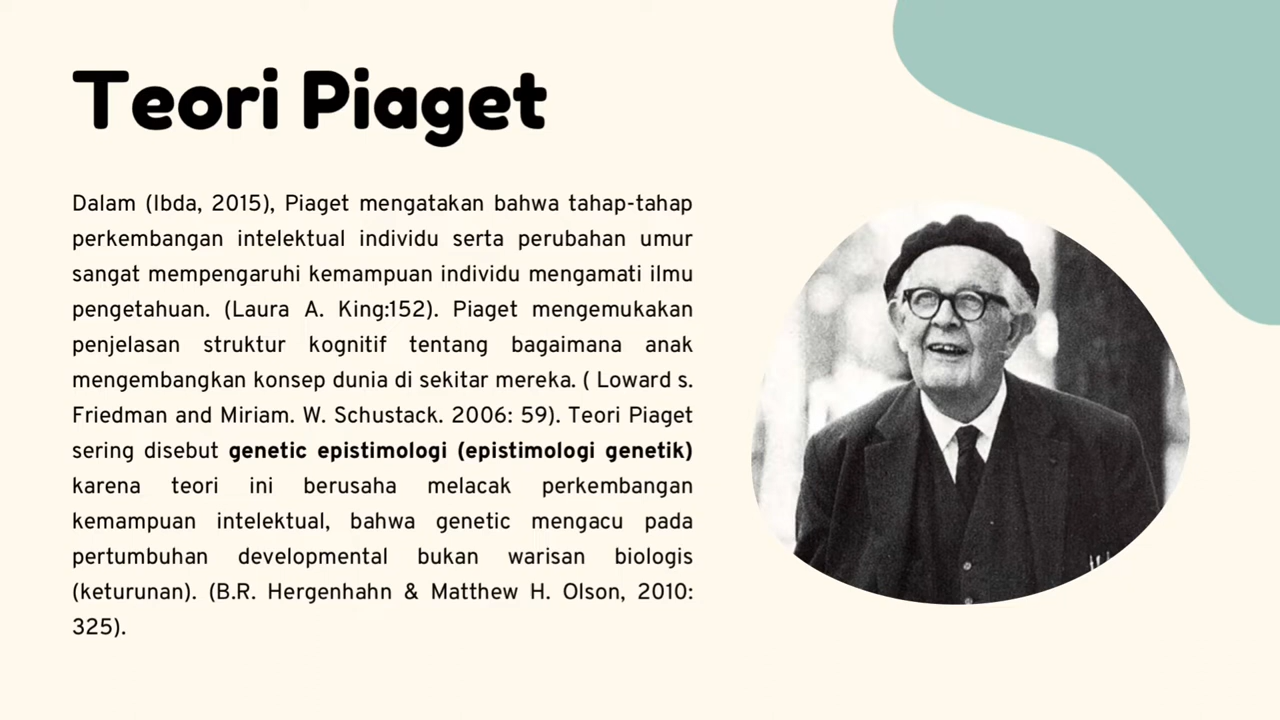 Teori Piaget
Dalam (Ibda, 2015), Piaget mengatakan bahwa tahap-tahap
perkembangan intelektual individu serta perubahan umur
sangat mempengaruhi kemampuan individu mengamati ilmu
pengetahuan. (Laura A. King:152). Piaget mengemukakan
penjelasan struktur kognitif tentang bagaimana anak
mengembangkan konsep dunia di sekitar mereka. ( Loward s.
Friedman and Miriam. W. Schustack. 2006: 59). Teori Piaget
sering disebut genetic epistimologi (epistimologi genetik)
karena teori ini berusaha melacak perkembangan
kemampuan intelektual, bahwa genetic mengacu pada
pertumbuhan developmental bukan warisan biologis
(keturunan). (B.R. Hergenhahn & Matthew H. Olson, 2010:
325).